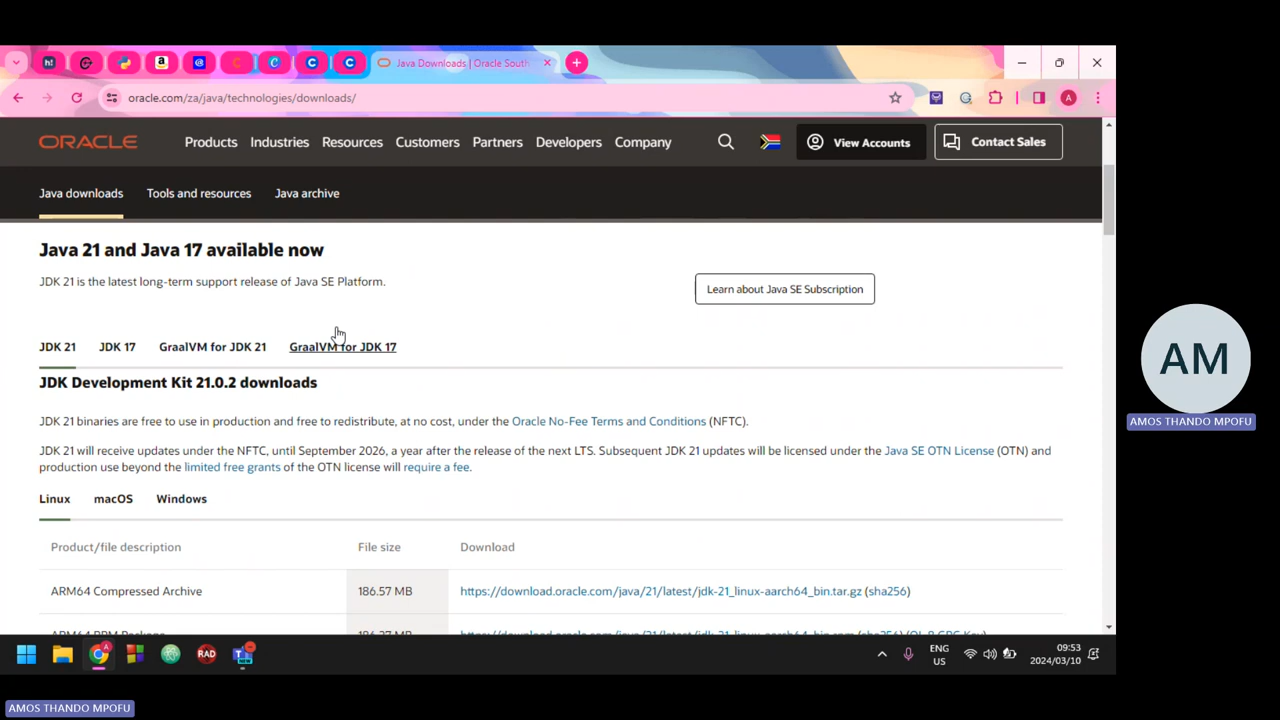 Java Downloads | Oracle South
oracle.com/za/java/technologies/downloads/
ORACLE
Products Industries Resources Customers Partners Developers Company
View Accounts
Contact Sales
Java downloads Tools and resources Java archive
Java 21 and Java 17 available now
JDK 21 is the latest long-term support release of Java SE Platform.
Learn about Java SE Subscription
JDK 21 JDK 17 GraalVM for JDK 21 GraalVM for JDK 17
JDK Development Kit 21.0.2 downloads
JDK 21 binaries are free to use in production and free to redistribute, at no cost, under the Oracle No-Fee Terms and Conditions (NFTC).
JDK 21 will receive updates under the NFTC, until September 2026, a year after the release of the next LTS. Subsequent JDK 21 updates will be licensed under the Java SE OTN License (OTN) and
production use beyond the limited free grants of the OTN license will require a fee.
Linux macOS Windows
Product/file description File size Download
ARM64 Compressed Archive 186.57 MB https://download.oracle.com/java/21/latest/jdk-21_linux-aarch64_bin.tar.gz (sha256)
AM
AMOS THANDO MPOFU
RAD
ENG
US
09:53
2024/03/10
AMOS THANDO MPOFU